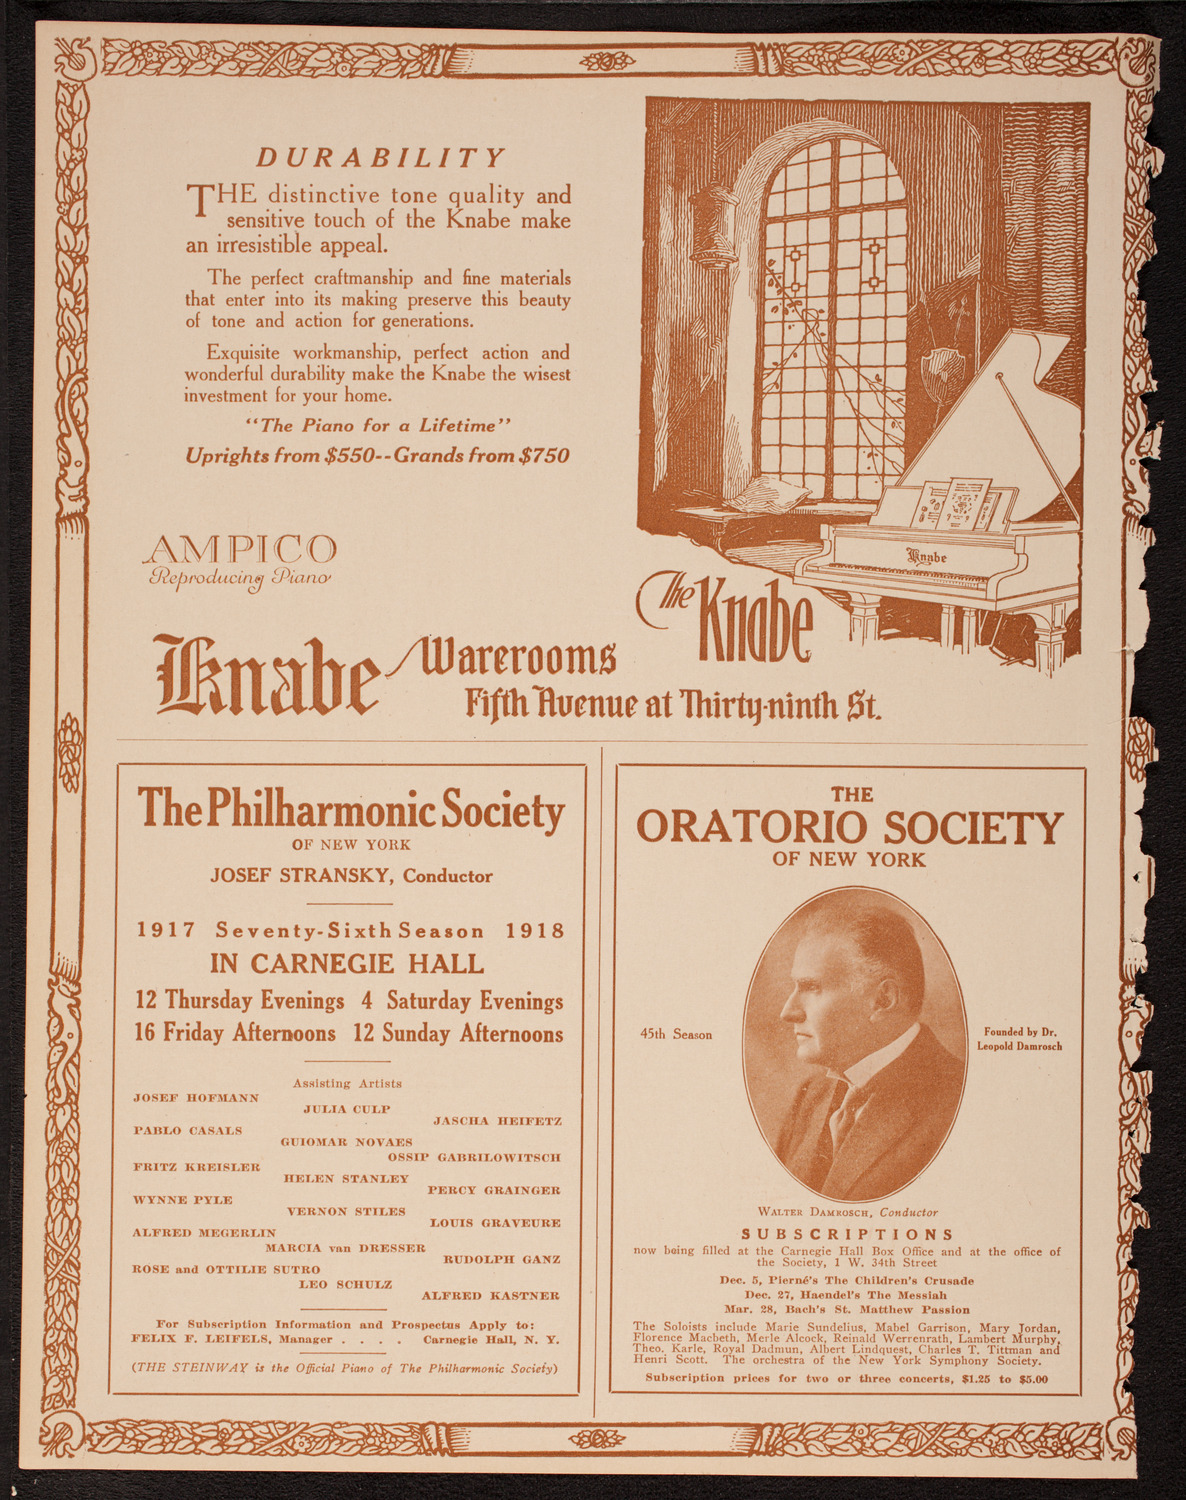 DURABILITY
THE distinctive tone quality and
sensitive touch of the Knabe make
an irresistible appeal.
The perfect craftmanship and fine materials
that enter into its making preserve this beauty
of tone and action for generations.
Exquisite workmanship, perfect action and
wonderful durability make the Knabe the wisest
investment for your home.
"The Piano for a Lifetime"
Uprights from $550--Grands from $750
AMPICO
Reproducing Piano
Knabe
The Knabe
Knabe Warerooms
Fifth Avenue at Thirty-ninth St.
The Philharmonic Society
OF NEW YORK
JOSEF STRANSKY, Conductor
1917 Seventy-Sixth Season 1918
IN CARNEGIE HALL
12 Thursday Evenings 4 Saturday Evenings
16 Friday Afternoons 12 Sunday Afternoons
Assisting Artists
JOSEF HOFMANN
JULIA CULP
JASCHA HEIFETZ
PABLO CASALS
GUIOMAR NOVAES
OSSIP GABRILOWITSCH
FRITZ KREISLER
HELEN STANLEY
PERCY GRAINGER
WYNNE PYLE
VERNON STILES
LOUIS GRAVEURE
ALFRED MEGERLIN
MARCIA van DRESSER
RUDOLPH GANZ
ROSE and OTTILIE SUTRO
LEO SCHULZ
ALFRED KASTNER
For Subscription Information and Prospectus Apply to:
FELIX F. LEIFELS, Manager . . . . Carnegie Hall, N. Y.
(THE STEINWAY is the Official Piano of The Philharmonic Society)
THE
ORATORIO SOCIETY
OF NEW YORK
45th Season
Founded by Dr.
Leopold Damrosch
WALTER DAMROSCH, Conductor
SUBSCRIPTIONS
now being filled at the Carnegie Hall Box Office and at the office of
the Society, 1 W. 34th Street
Dec. 5, Pierné's The Children's Crusade
Dec. 27, Haendel's The Messiah
Mar. 28, Bach's St. Matthew Passion
The Soloists include Marie Sundelius, Mabel Garrison, Mary Jordan,
Florence Macbeth, Merle Alcock, Reinald Werrenrath, Lambert Murphy,
Theo. Karle, Royal Dadmun, Albert Lindquest, Charles T. Tittman and
Henri Scott. The orchestra of the New York Symphony Society.
Subscription prices for two or three concerts, $1.25 to $5.00